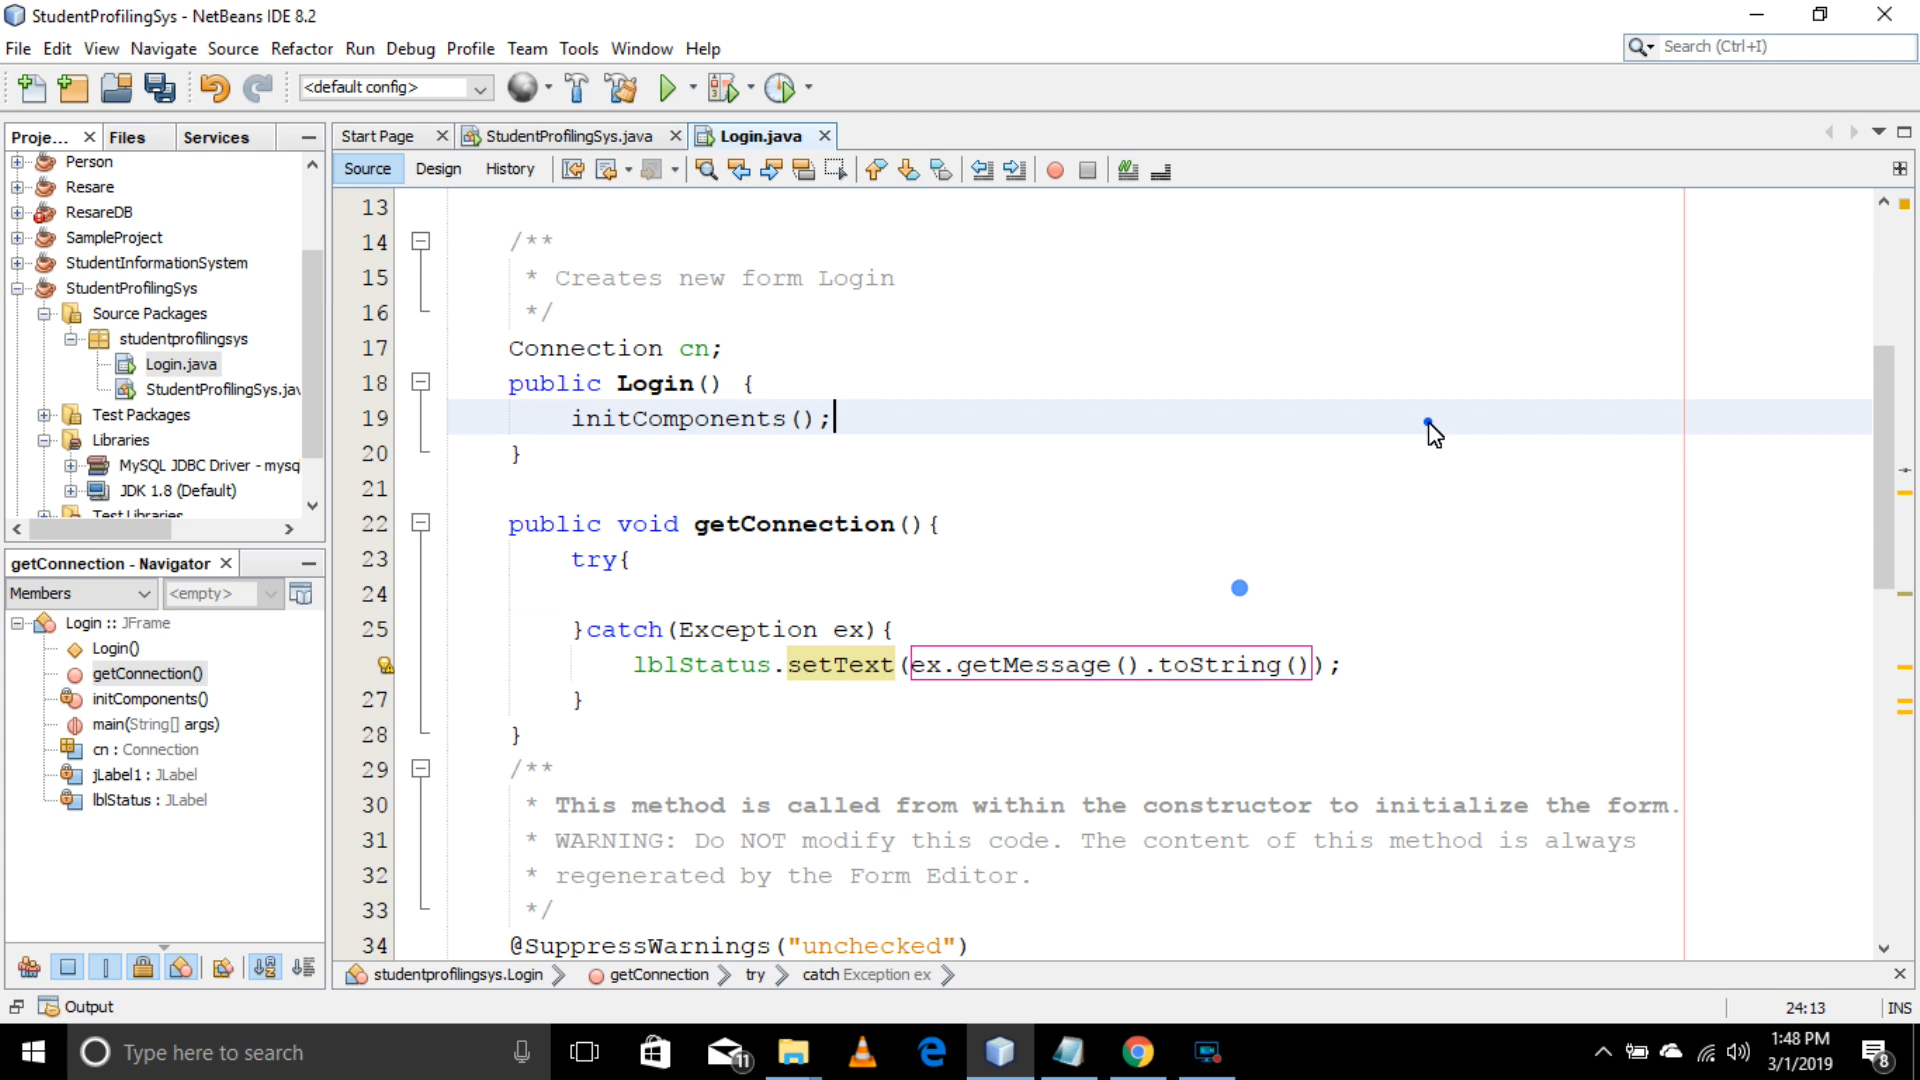 StudentProfilingSys - NetBeans IDE 8.2
File Edit View Navigate Source Refactor Run Debug Profile Team Tools Window Help
Search (Ctrl+I)
<default config>
Proje... Files Services
Start Page StudentProfilingSys.java Login.java
Source Design History
Person
Resare
ResareDB
SampleProject
StudentInformationSystem
StudentProfilingSys
Source Packages
studentprofilingsys
Login.java
StudentProfilingSys.jav
Test Packages
Libraries
MySQL JDBC Driver - mysq
JDK 1.8 (Default)
Test Libraries
getConnection - Navigator
Members <empty>
Login :: JFrame
Login()
getConnection()
initComponents()
main(String[] args)
cn : Connection
jLabel1 : JLabel
lblStatus : JLabel
13
14 /**
15 * Creates new form Login
16 */
17 Connection cn;
18 public Login() {
19 initComponents();
20 }
21
22 public void getConnection(){
23 try{
24
25 }catch(Exception ex){
lblStatus.setText(ex.getMessage().toString());
27 }
28 }
29 /**
30 * This method is called from within the constructor to initialize the form.
31 * WARNING: Do NOT modify this code. The content of this method is always
32 * regenerated by the Form Editor.
33 */
34 @SuppressWarnings("unchecked")
studentprofilingsys.Login getConnection try catch Exception ex
Output
24:13 INS
Type here to search
11
1:48 PM
3/1/2019
8